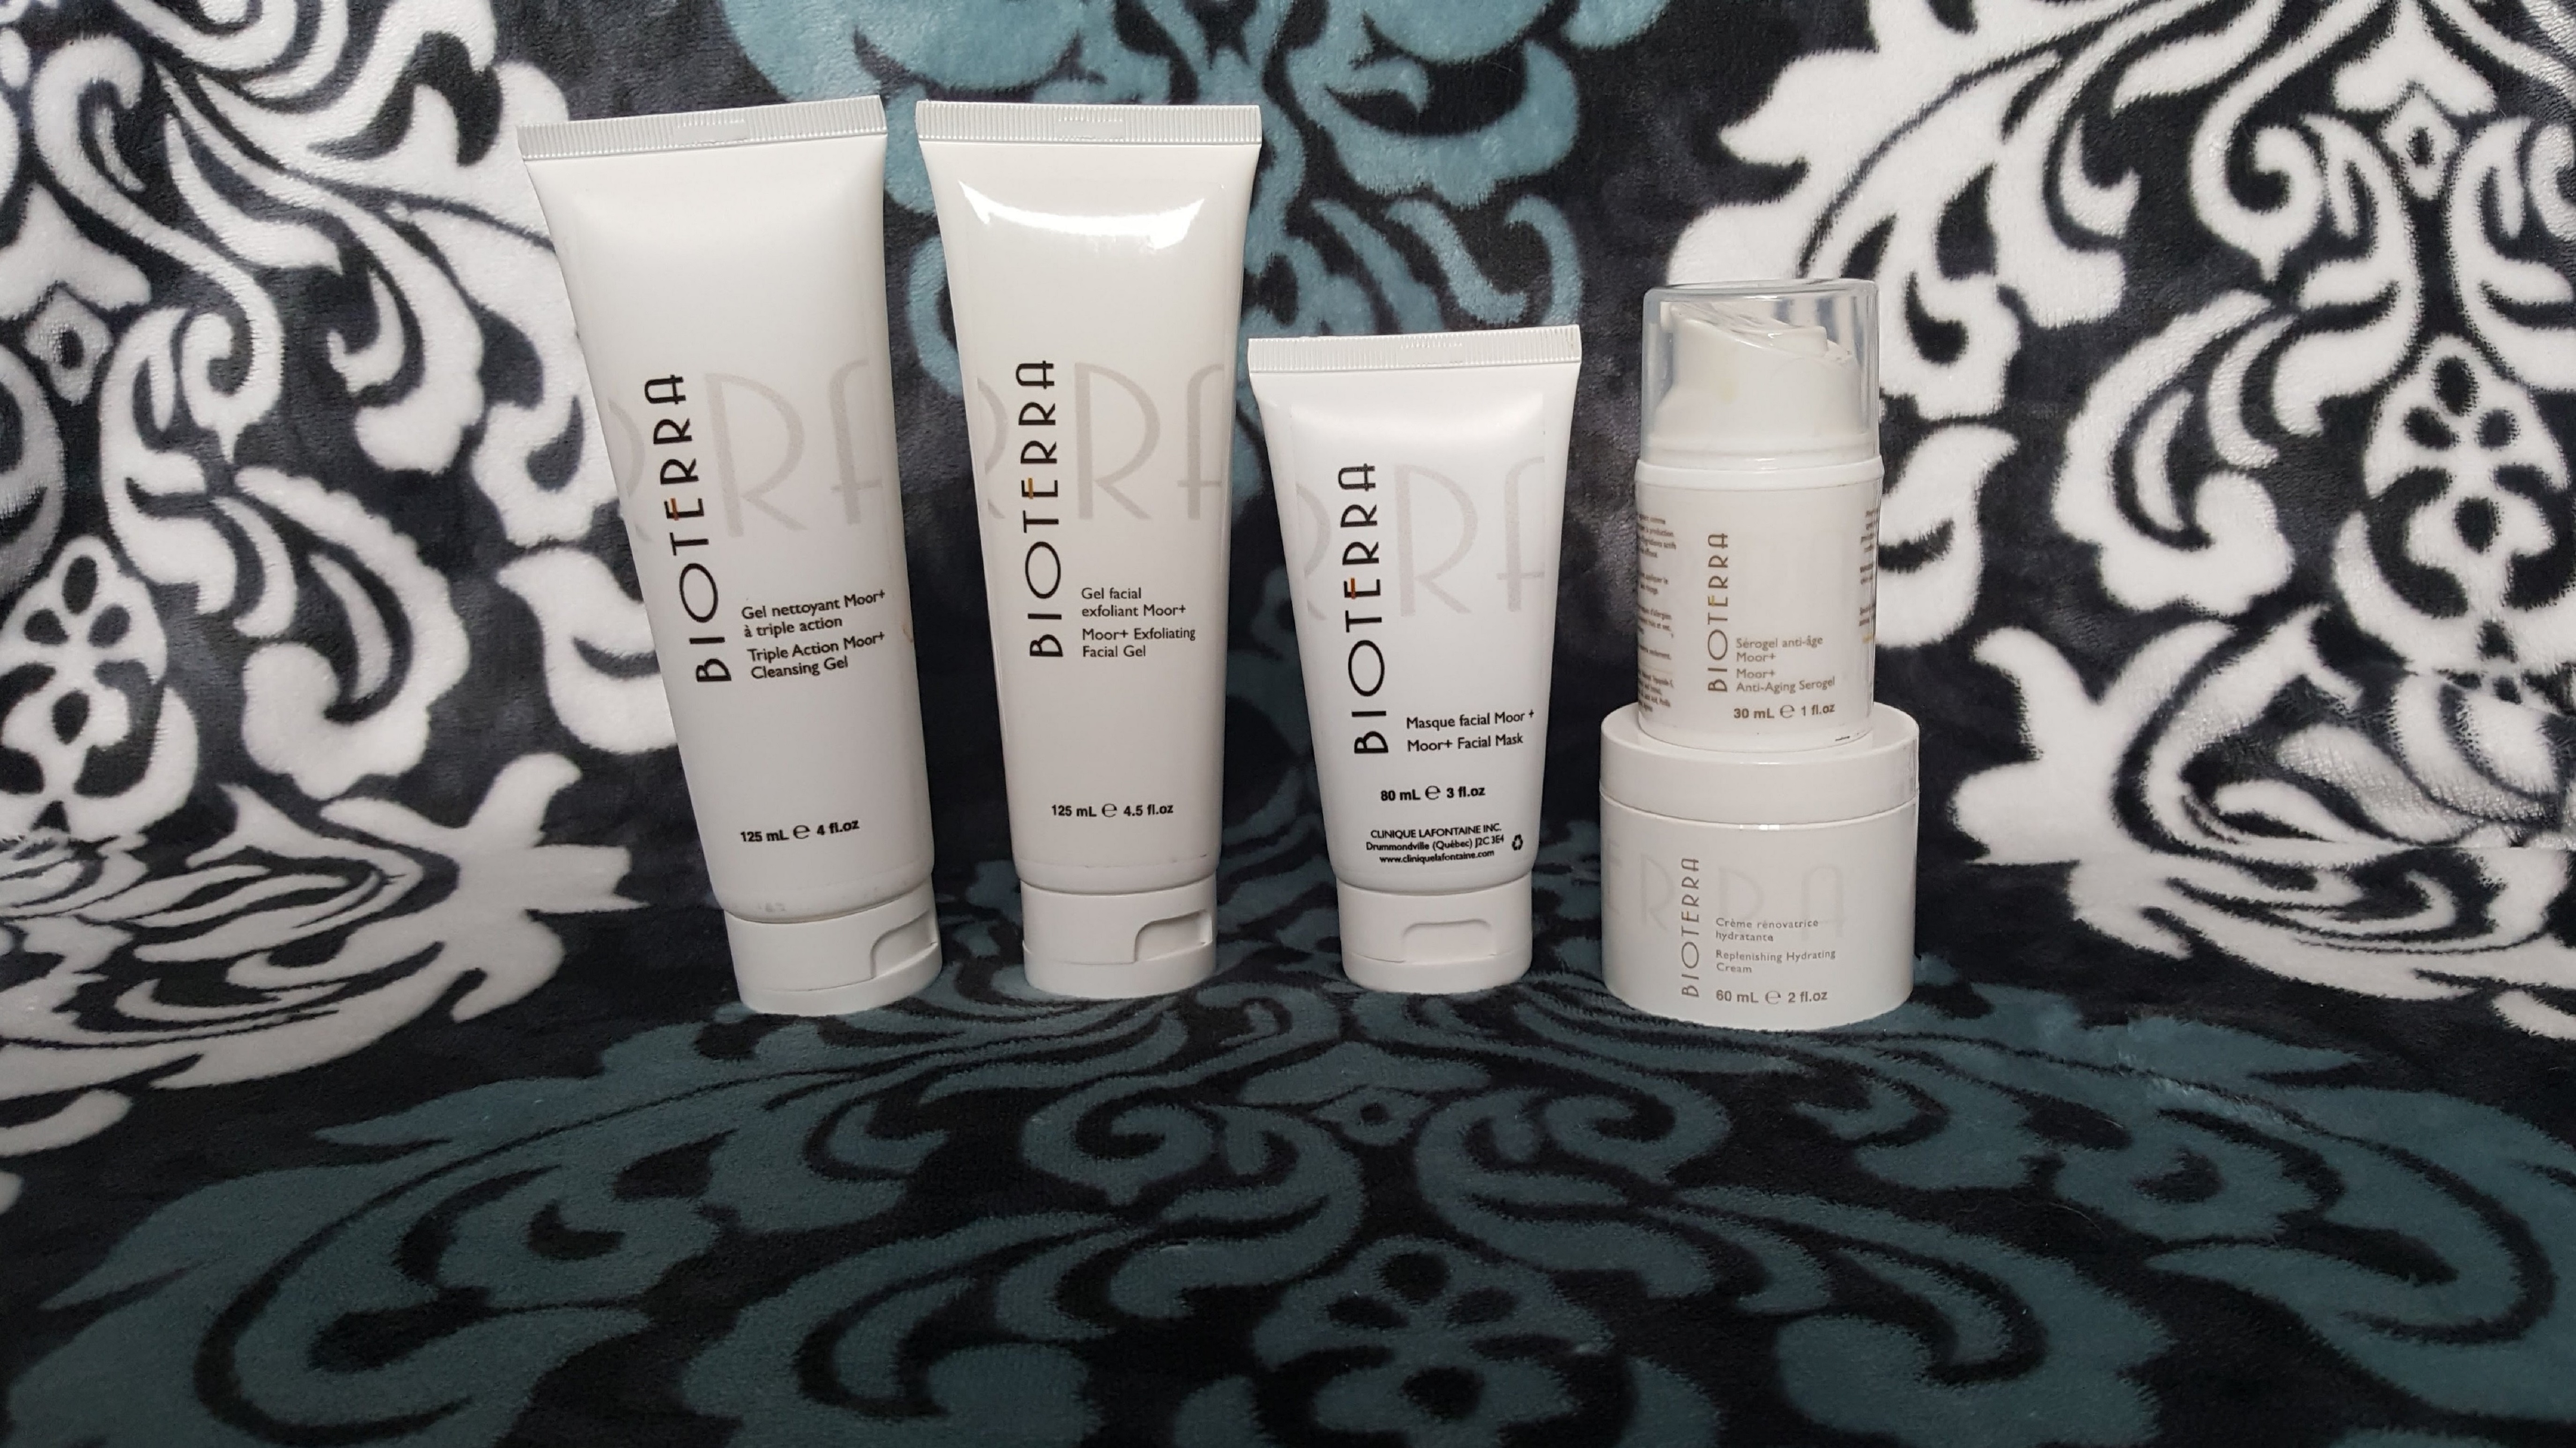 BIOTERRA
RRA
Gel nettoyant Moor+
à triple action
Triple Action Moor+
Cleansing Gel
125 mL ℮ 4 fl.oz
BIOTERRA
RRA
Gel facial
exfoliant Moor+
Moor+ Exfoliating
Facial Gel
125 mL ℮ 4.5 fl.oz
BIOTERRA
RRA
Masque facial Moor +
Moor+ Facial Mask
80 mL ℮ 3 fl.oz
CLINIQUE LAFONTAINE INC.
Drummondville (Québec) J2C 3E4
www.cliniquelafontaine.com
BIOTERRA
Sérogel anti-âge
Moor+
Moor+
Anti-Aging Serogel
30 mL ℮ 1 fl.oz
BIOTERRA
ERRA
Crème rénovatrice
hydratante
Replenishing Hydrating
Cream
60 mL ℮ 2 fl.oz